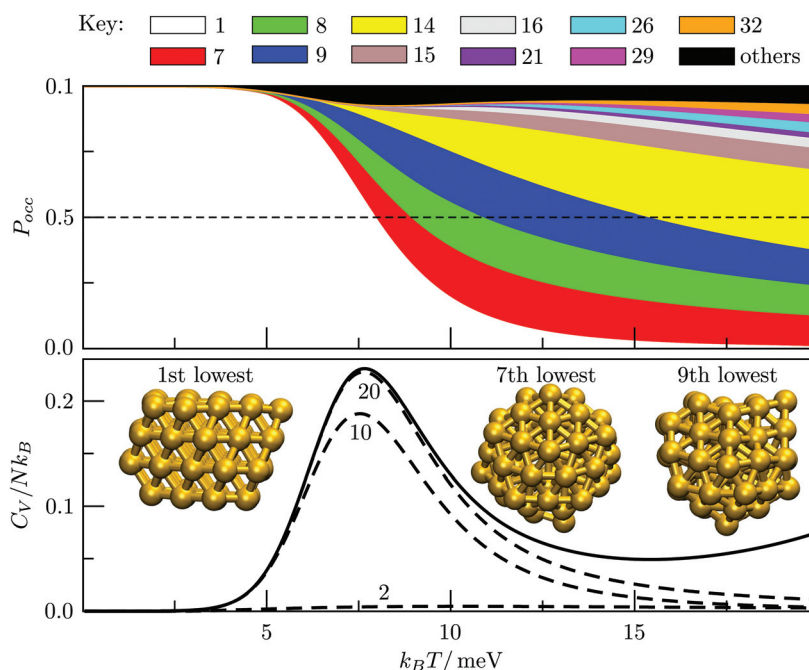 Key: 1 8 14 16 26 32
7 9 15 21 29 others
0.1
P_occ
0.5
0.0
1st lowest 7th lowest 9th lowest
0.2
20
10
C_V/Nk_B
0.1
2
0.0
5 10 15
k_BT/meV